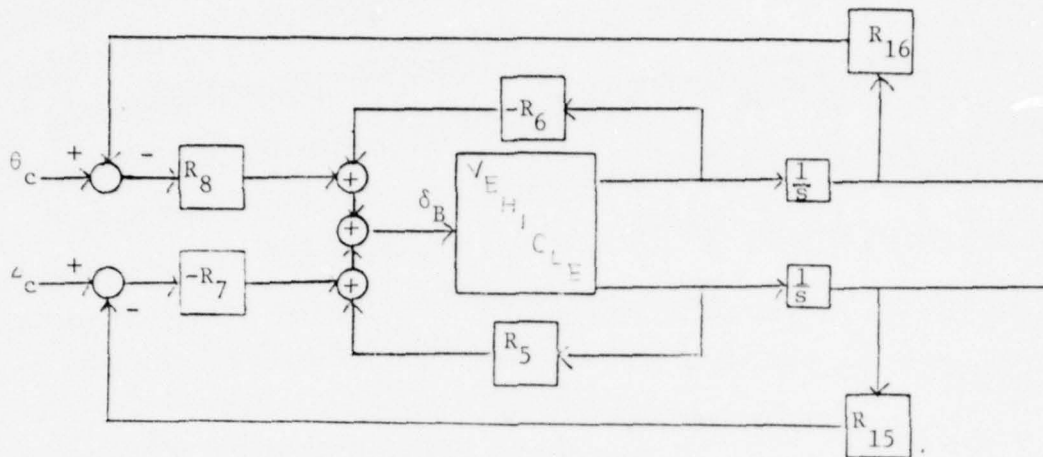 R16
-R6
+
-
θc
R8
+
1/s
VEHICLE
δB
+
+
c
-R7
+
1/s
-
R5
R15